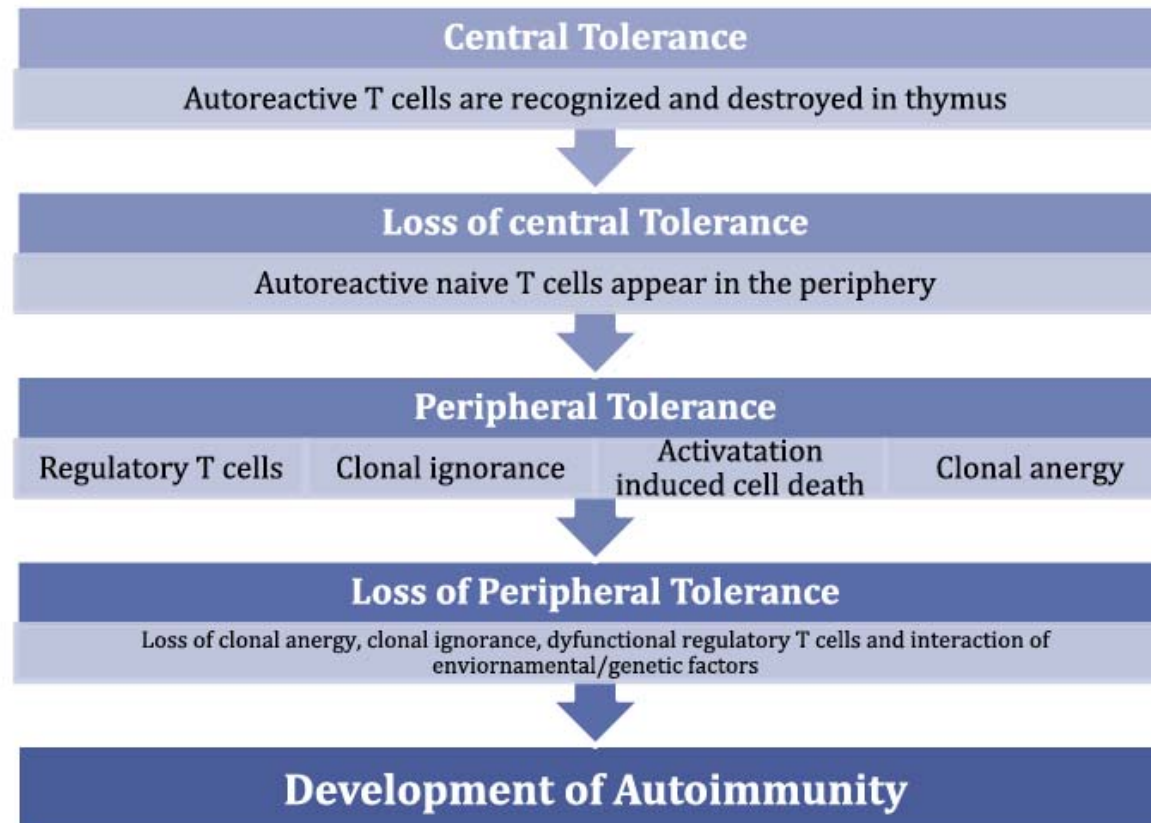 Central Tolerance
Autoreactive T cells are recognized and destroyed in thymus
Loss of central Tolerance
Autoreactive naive T cells appear in the periphery
Peripheral Tolerance
Regulatory T cells
Clonal ignorance
Activatation
induced cell death
Clonal anergy
Loss of Peripheral Tolerance
Loss of clonal anergy, clonal ignorance, dyfunctional regulatory T cells and interaction of
enviornamental/genetic factors
Development of Autoimmunity